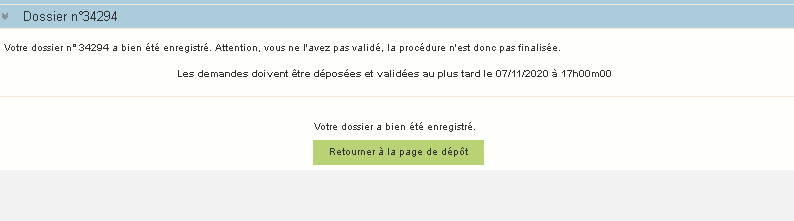 Dossier n°34294
Votre dossier n° 34294 a bien été enregistré. Attention, vous ne l'avez pas validé, la procédure n'est donc pas finalisée.
Les demandes doivent être déposées et validées au plus tard le 07/11/2020 à 17h00m00
Votre dossier a bien été enregistré.
Retourner à la page de dépôt